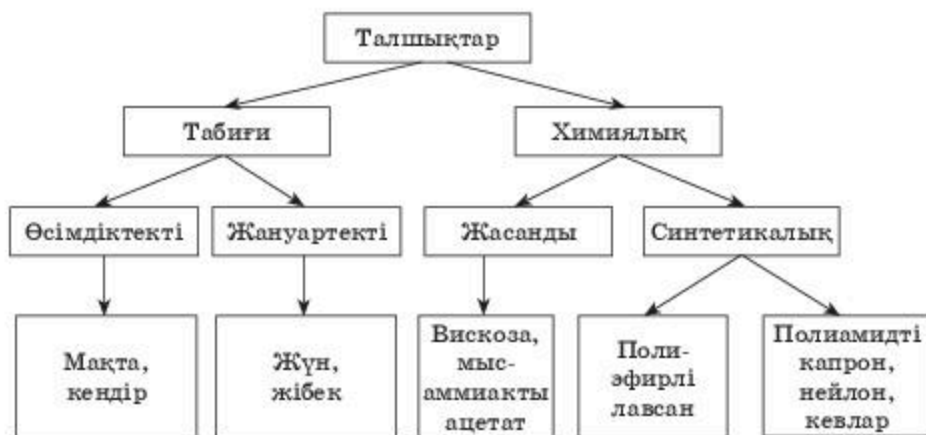 Талшықтар
Табиғи
Химиялық
Өсімдіктекті
Жануартекті
Жасанды
Синтетикалық
Мақта,
кендір
Жүн,
жібек
Вискоза,
мыс-
аммиакты
ацетат
Поли-
эфирлі
лавсан
Полиамидті
капрон,
нейлон,
кевлар